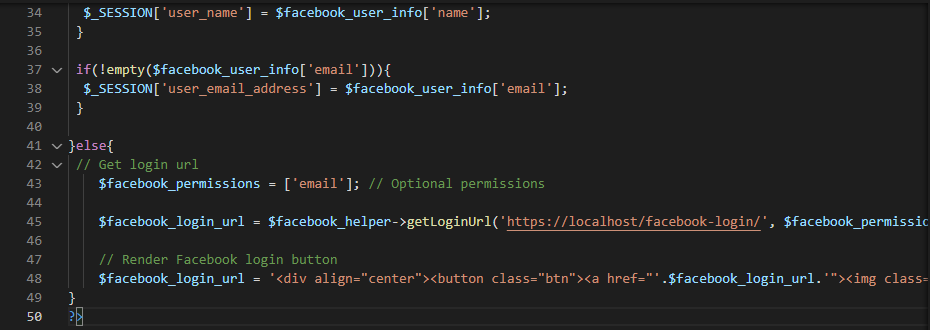 34 $_SESSION['user_name'] = $facebook_user_info['name'];
35 }
36
37 if(!empty($facebook_user_info['email'])){
38 $_SESSION['user_email_address'] = $facebook_user_info['email'];
39 }
40
41 }else{
42 // Get login url
43 $facebook_permissions = ['email']; // Optional permissions
44
45 $facebook_login_url = $facebook_helper->getLoginUrl('https://localhost/facebook-login/', $facebook_permissic
46
47 // Render Facebook login button
48 $facebook_login_url = '<div align="center"><button class="btn"><a href="'.$facebook_login_url.'"><img class=
49 }
50 ?>